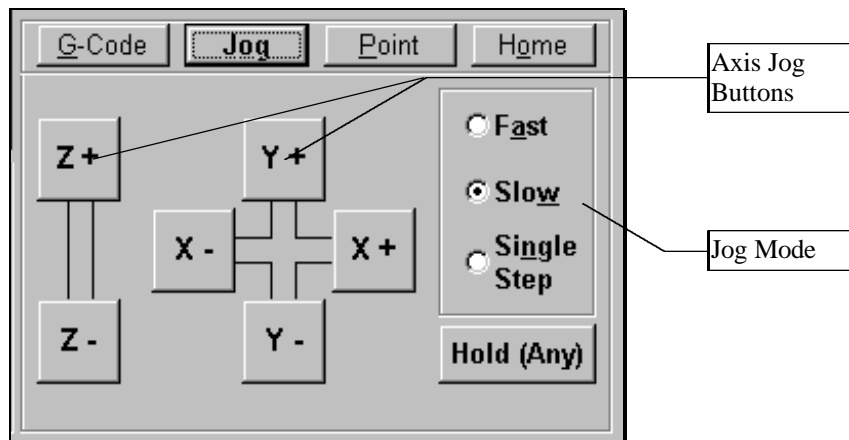 G-Code Jog Point Home
Axis Jog
Buttons
Z + Y +
Fast
Slow
X - X +
Single
Step
Jog Mode
Z - Y -
Hold (Any)